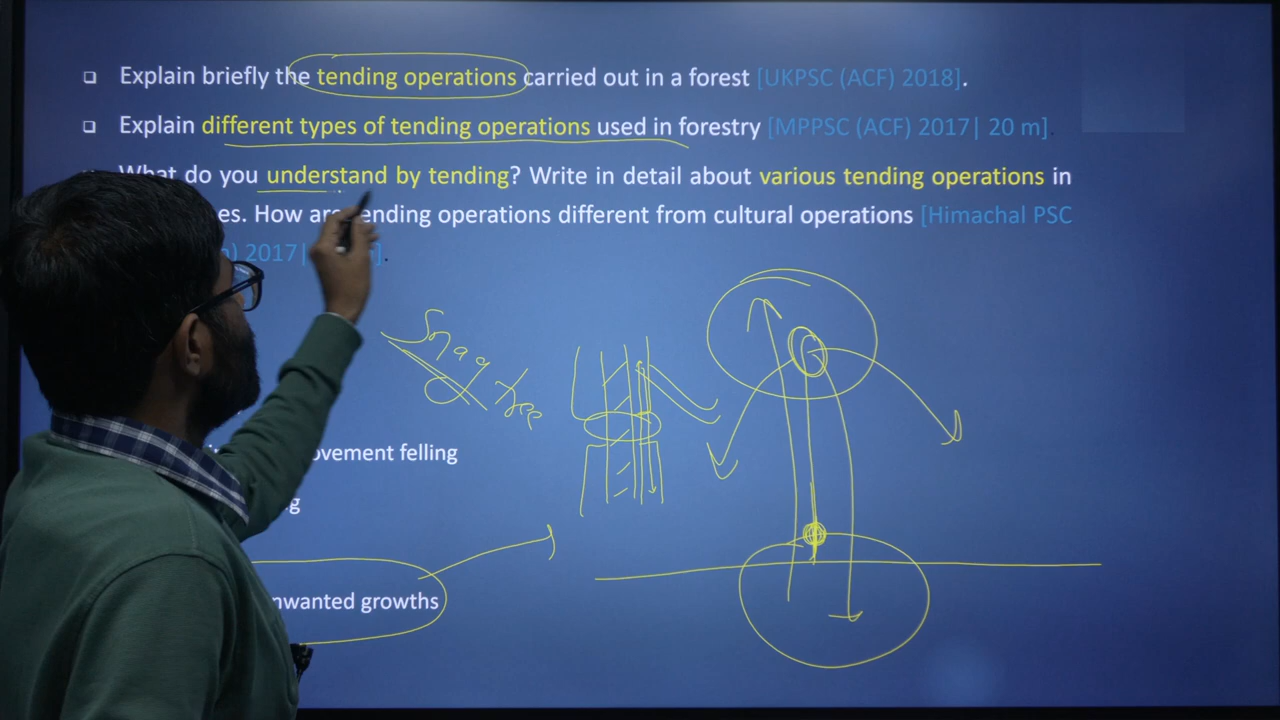 Explain briefly the tending operations carried out in a forest [UKPSC (ACF) 2018].
Explain different types of tending operations used in forestry [MPPSC (ACF) 2017| 20 m].
What do you understand by tending? Write in detail about various tending operations in
es. How are tending operations different from cultural operations [Himachal PSC
) 2017| ].
Snag
ovement felling
g
nwanted growths